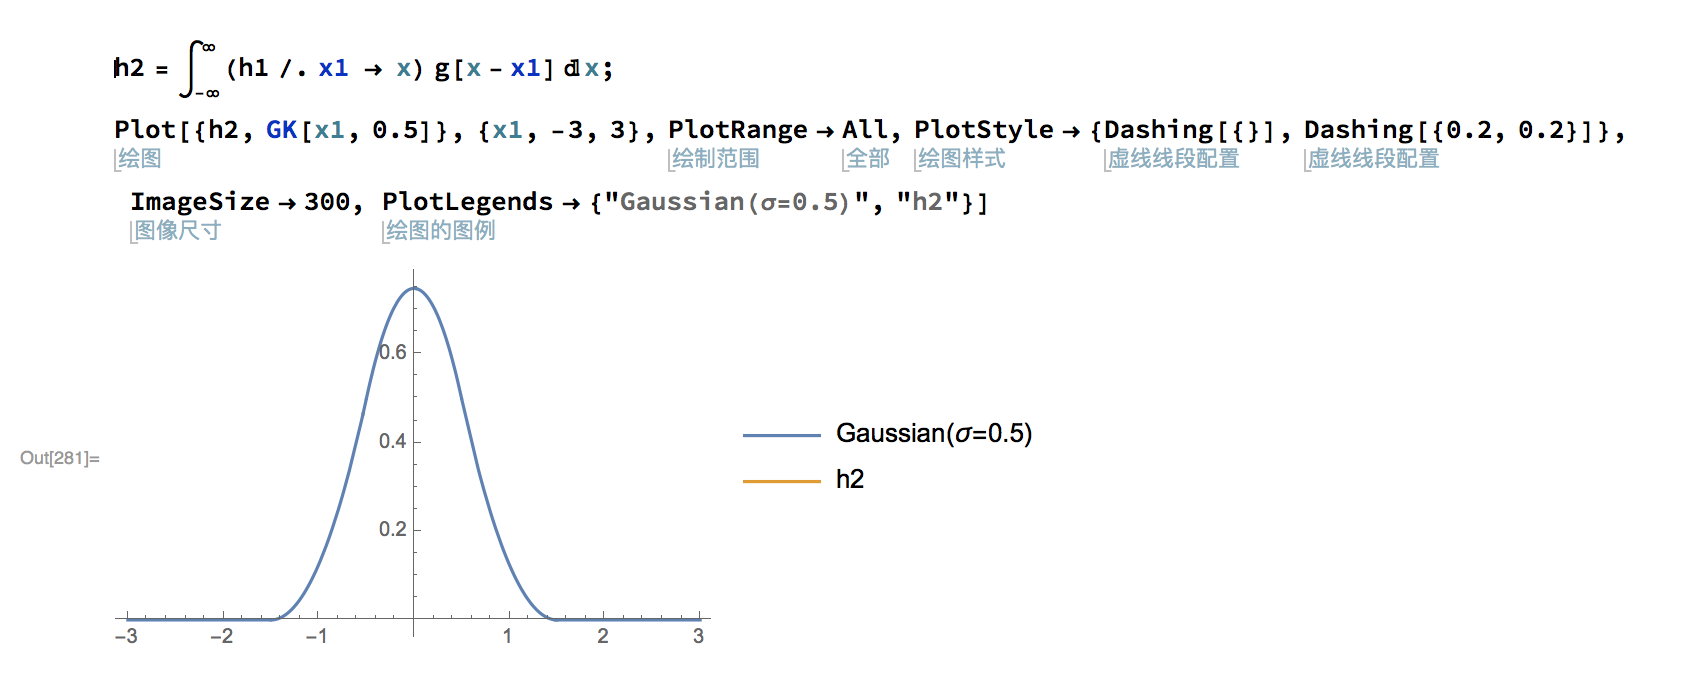 h2 = ∫_{-∞}^{∞} (h1 /. x1 → x) g[x - x1] ⅆx;
Plot[{h2, GK[x1, 0.5]}, {x1, -3, 3}, PlotRange → All, PlotStyle → {Dashing[{}], Dashing[{0.2, 0.2}]},
绘图 绘制范围 全部 绘图样式 虚线线段配置 虚线线段配置
ImageSize → 300, PlotLegends → {"Gaussian(σ=0.5)", "h2"}]
图像尺寸 绘图的图例
0.6
Gaussian(σ=0.5)
0.4
Out[281]=
h2
0.2
-3 -2 -1 1 2 3